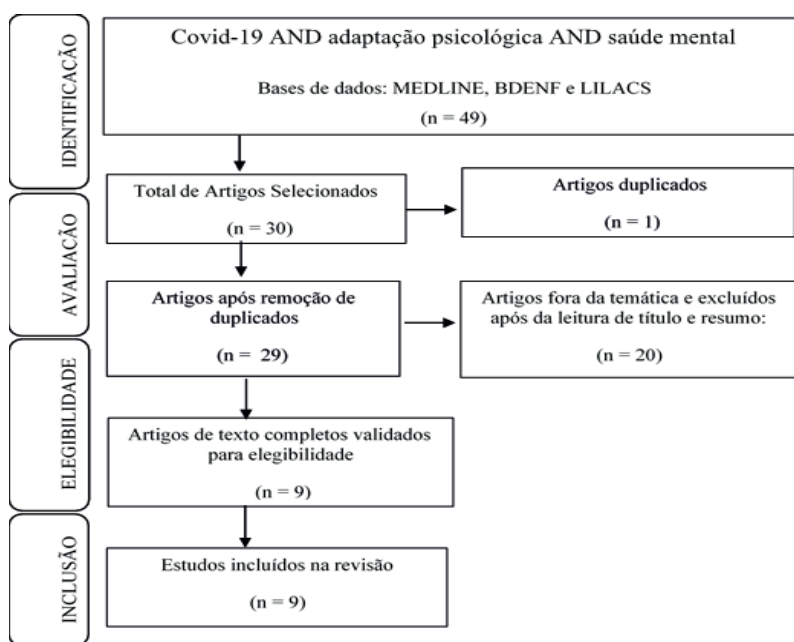 IDENTIFICAÇÃO
Covid-19 AND adaptação psicológica AND saúde mental
Bases de dados: MEDLINE, BDENF e LILACS
(n = 49)
Total de Artigos Selecionados
(n = 30)
Artigos duplicados
(n = 1)
AVALIAÇÃO
Artigos após remoção de
duplicados
(n = 29)
Artigos fora da temática e excluídos
após da leitura de título e resumo:
(n = 20)
ELEGIBILIDADE
Artigos de texto completos validados
para elegibilidade
(n = 9)
INCLUSÃO
Estudos incluídos na revisão
(n = 9)